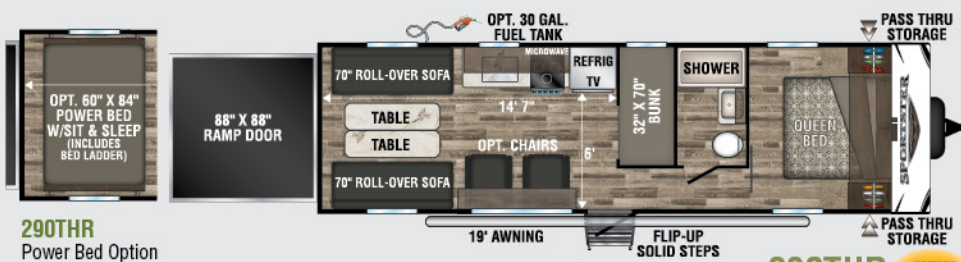 OPT. 60" X 84"
POWER BED
W/SIT & SLEEP
(INCLUDES
BED LADDER)
290THR
Power Bed Option
88" X 88"
RAMP DOOR
OPT. 30 GAL.
FUEL TANK
70" ROLL-OVER SOFA
TABLE
TABLE
70" ROLL-OVER SOFA
MICROWAVE
REFRIG
TV
14' 7"
OPT. CHAIRS
6'
32" X 70"
BUNK
SHOWER
QUEEN
BED
SPORTSTER
PASS THRU
STORAGE
PASS THRU
STORAGE
19' AWNING
FLIP-UP
SOLID STEPS